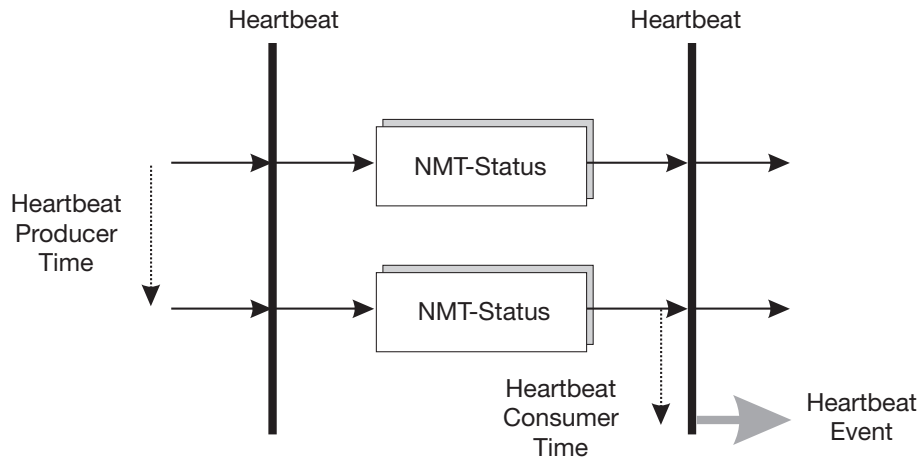 Heartbeat
Heartbeat
NMT-Status
Heartbeat
Producer
Time
NMT-Status
Heartbeat
Consumer
Time
Heartbeat
Event